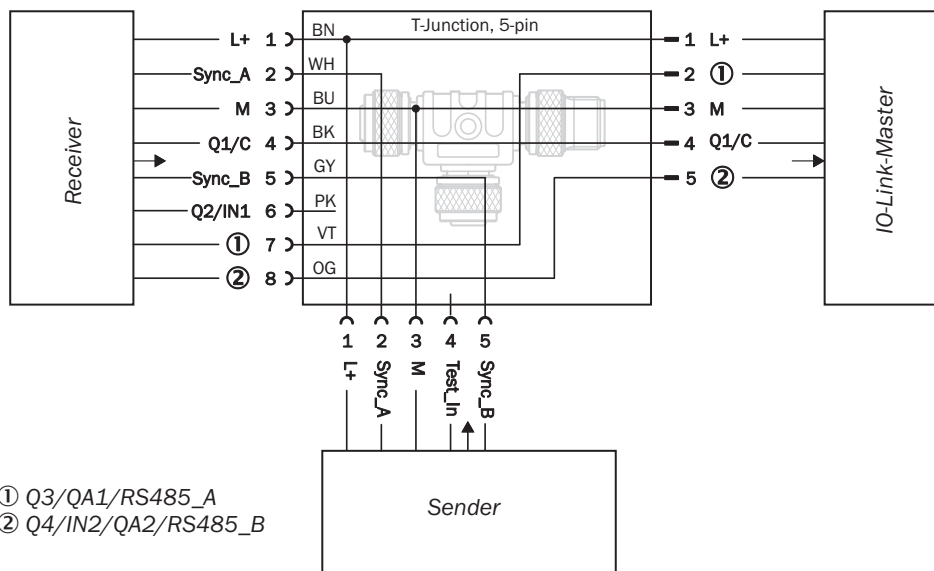 T-Junction, 5-pin
L+ 1 BN 1 L+
Sync_A 2 WH 2 ①
M 3 BU 3 M
Q1/C 4 BK 4 Q1/C
Sync_B 5 GY 5 ②
Q2/IN1 6 PK
① 7 VT
② 8 OG
Receiver
IO-Link-Master
1 2 3 4 5
L+ Sync_A M Test_In Sync_B
Sender
① Q3/QA1/RS485_A
② Q4/IN2/QA2/RS485_B